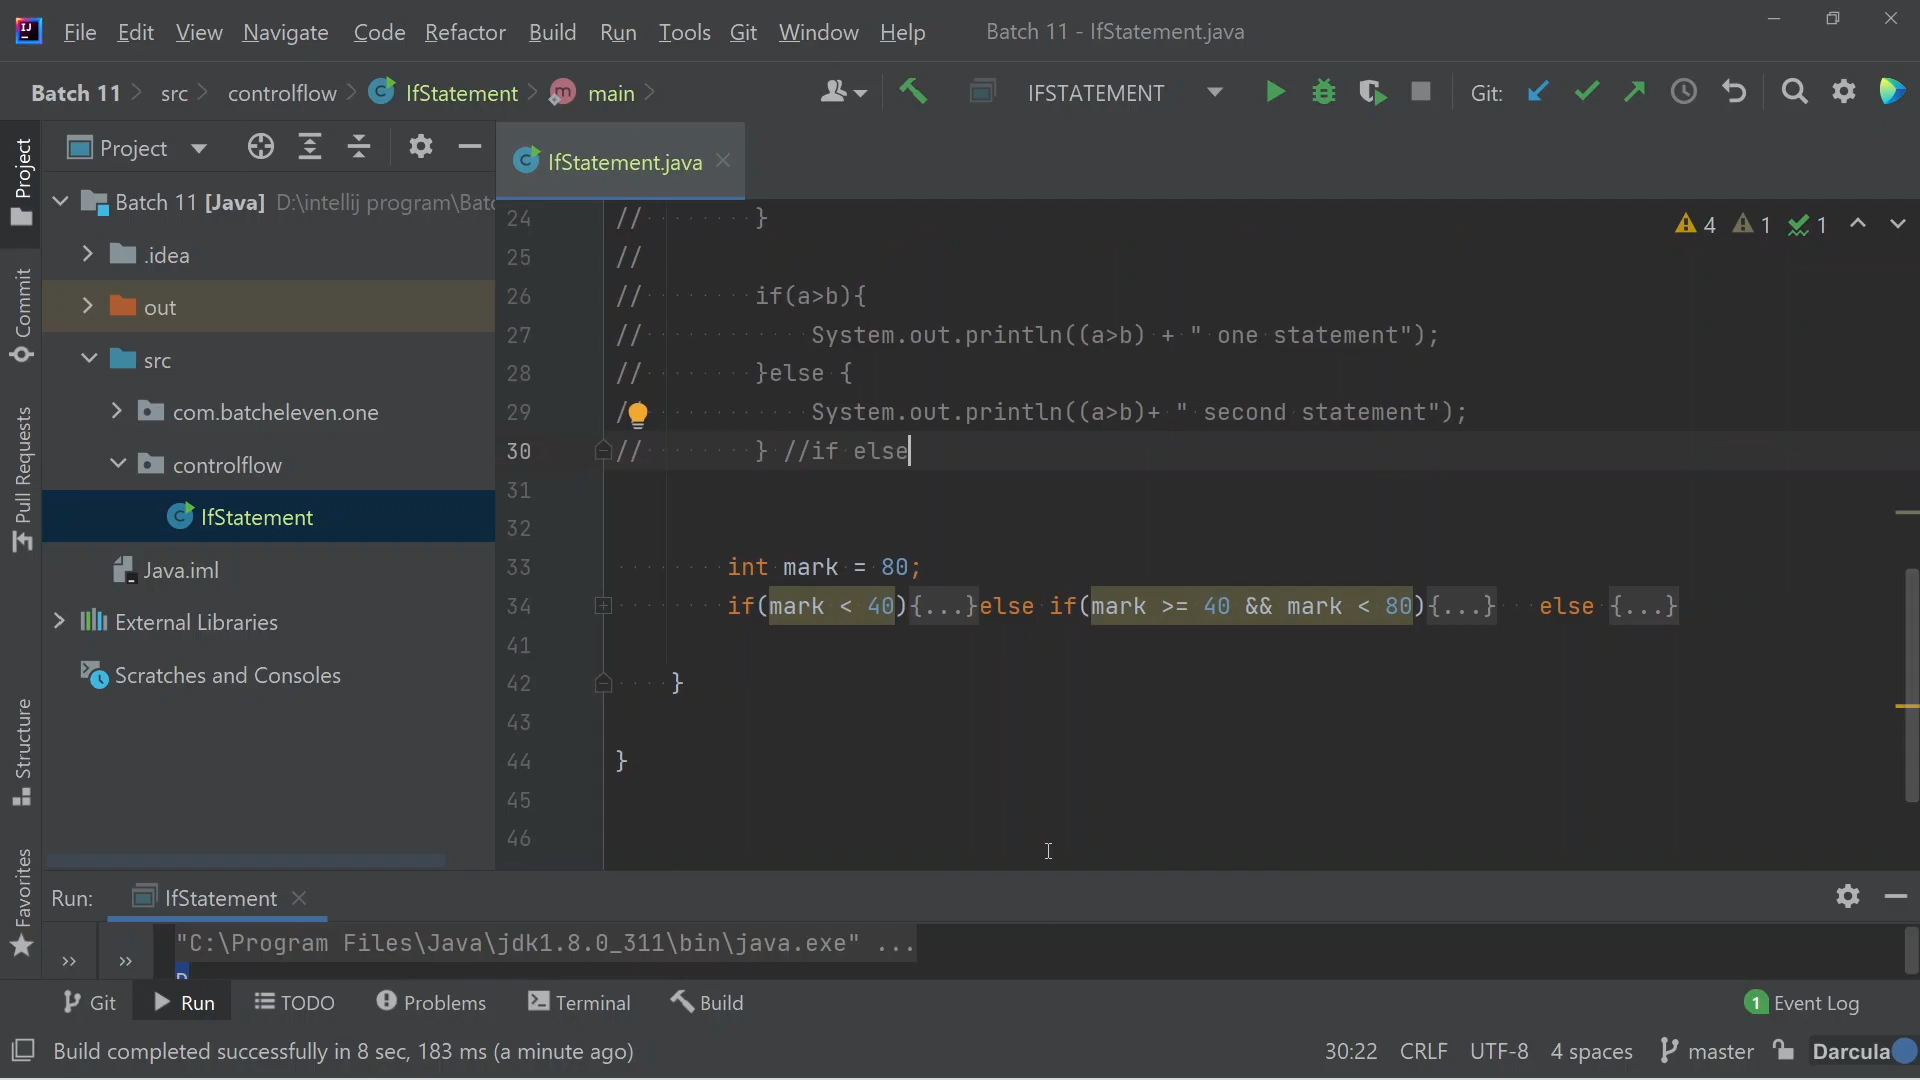 File Edit View Navigate Code Refactor Build Run Tools Git Window Help Batch 11 - IfStatement.java
Batch 11 src controlflow IfStatement main IFSTATEMENT Git:
Project
IfStatement.java
Batch 11 [Java] D:\intellij program\Batc
.idea
out
src
com.batcheleven.one
controlflow
IfStatement
Java.iml
External Libraries
Scratches and Consoles
Project
Commit
Pull Requests
Structure
Favorites
4 1 1
24 // }
25 //
26 // if(a>b){
27 // System.out.println((a>b) + " one statement");
28 // }else {
29 / System.out.println((a>b)+ " second statement");
30 // } //if else
31
32
33 int mark = 80;
34 if(mark < 40){...}else if(mark >= 40 && mark < 80){...} else {...}
41
42 }
43
44 }
45
46
Run: IfStatement
"C:\Program Files\Java\jdk1.8.0_311\bin\java.exe" ...
Git Run TODO Problems Terminal Build 1 Event Log
Build completed successfully in 8 sec, 183 ms (a minute ago) 30:22 CRLF UTF-8 4 spaces master Darcula